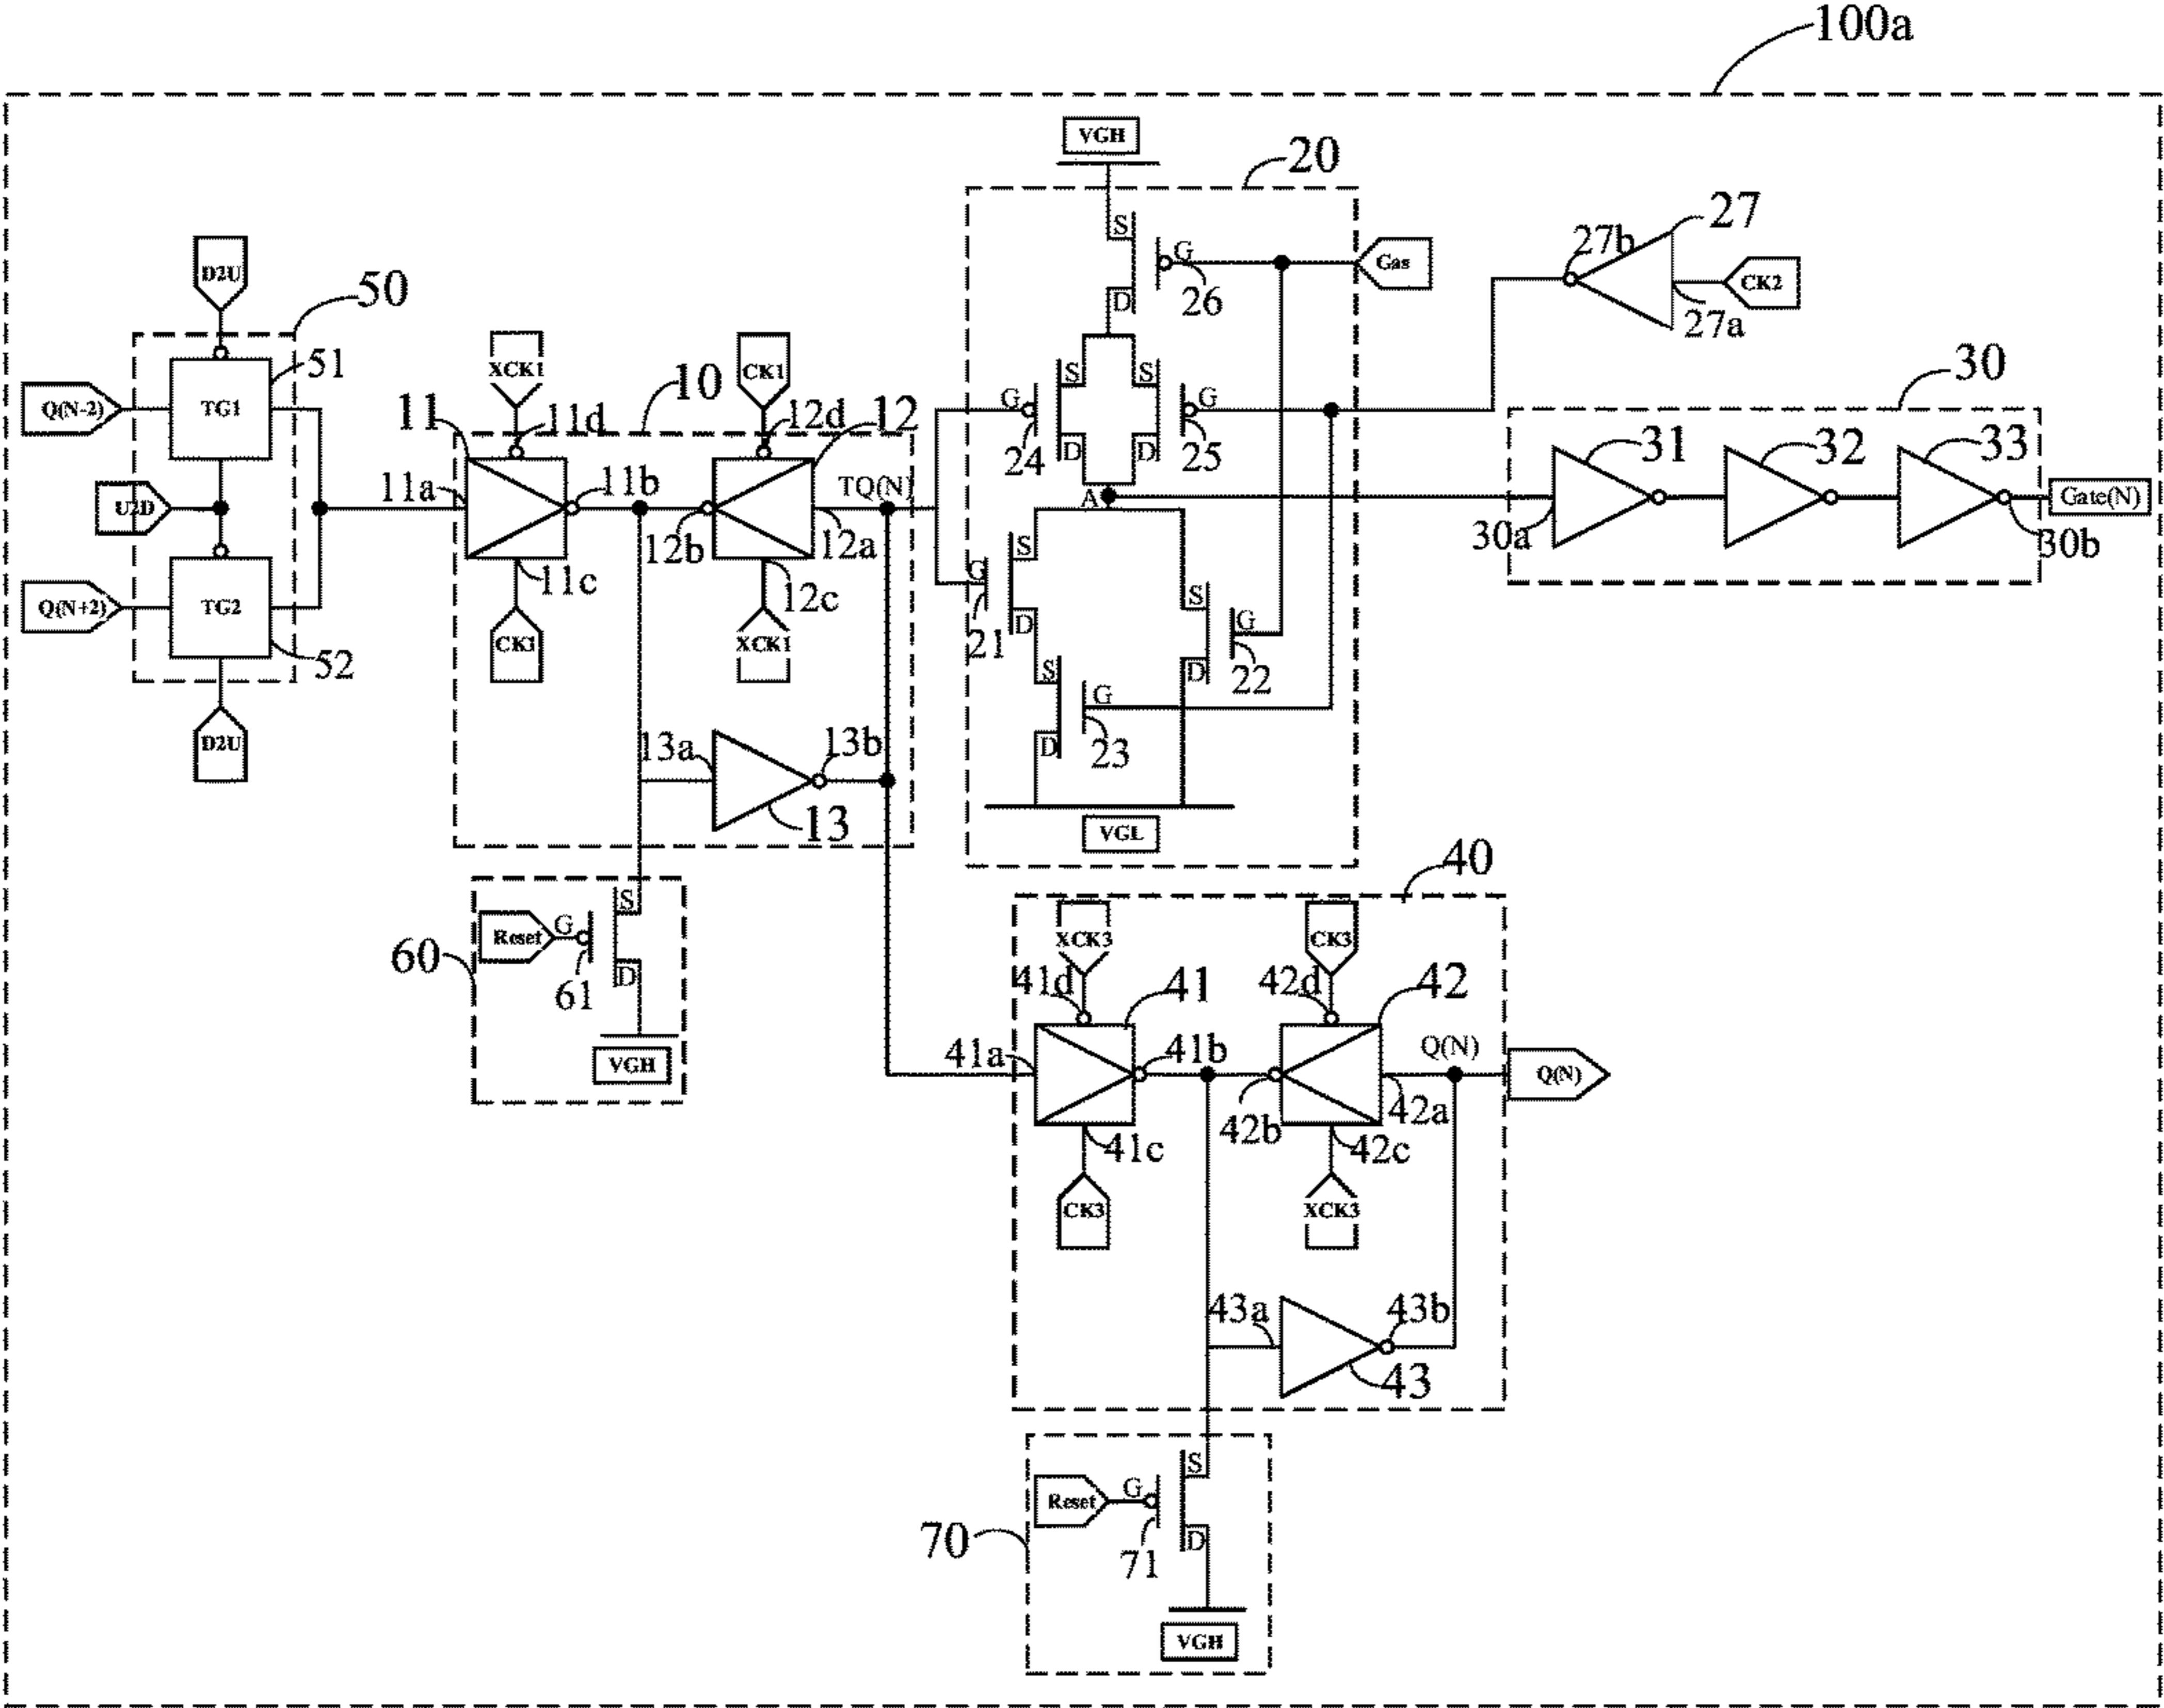 100a
VGH
20
S
G
D
26
Gas
27b
27
27a
CK2
D2U
50
51
TG1
Q(N-2)
U2D
Q(N+2)
TG2
52
D2U
XCK1
10
CK1
11
11d
12d
12
11a
11b
12b
12a
11c
12c
CK1
XCK1
TQ(N)
13a
13b
13
G
S
D
24
S
D
G
25
A
S
G
D
21
S
G
D
22
S
G
D
23
VGL
30
31
32
33
30a
30b
Gate(N)
60
Reset
G
S
D
61
VGH
40
XCK3
CK3
41d
41
42d
42
41a
41b
42b
42a
41c
42c
CK3
XCK3
Q(N)
Q(N)
43a
43b
43
70
Reset
G
S
D
71
VGH